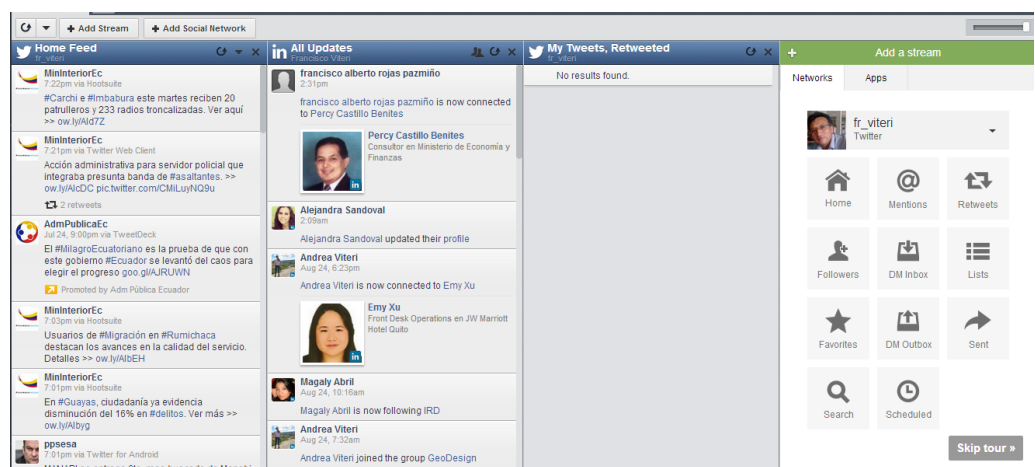 + Add Stream
+ Add Social Network
Home Feed
fr_viteri
MinInteriorEc
7:22pm via Hootsuite
#Carchi e #Imbabura este martes reciben 20
patrulleros y 233 radios troncalizadas. Ver aquí
>> ow.ly/Ald7Z
MinInteriorEc
7:21pm via Twitter Web Client
Acción administrativa para servidor policial que
integraba presunta banda de #asaltantes. >>
ow.ly/AlcDC pic.twitter.com/CMiLuyNQ9u
2 retweets
AdmPublicaEc
Jul 24, 9:00pm via TweetDeck
El #MilagroEcuatoriano es la prueba de que con
este gobierno #Ecuador se levantó del caos para
elegir el progreso goo.gl/AJRUWN
Promoted by Adm Pública Ecuador
MinInteriorEc
7:03pm via Hootsuite
Usuarios de #Migración en #Rumichaca
destacan los avances en la calidad del servicio.
Detalles >> ow.ly/AlbEH
MinInteriorEc
7:01pm via Hootsuite
En #Guayas, ciudadanía ya evidencia
disminución del 16% en #delitos. Ver más >>
ow.ly/Albyg
ppsesa
7:01pm via Twitter for Android
in All Updates
Francisco Viteri
francisco alberto rojas pazmiño
2:31pm
francisco alberto rojas pazmiño is now connected
to Percy Castillo Benites
Percy Castillo Benites
Consultor en Ministerio de Economía y
Finanzas
in
Alejandra Sandoval
2:09am
Alejandra Sandoval updated their profile
Andrea Viteri
Aug 24, 6:23pm
Andrea Viteri is now connected to Emy Xu
Emy Xu
Front Desk Operations en JW Marriott
Hotel Quito
in
Magaly Abril
Aug 24, 10:16am
Magaly Abril is now following IRD
Andrea Viteri
Aug 24, 7:32am
Andrea Viteri joined the group GeoDesign
My Tweets, Retweeted
fr_viteri
No results found.
+ Add a stream
Networks
Apps
fr_viteri
Twitter
Home
Mentions
Retweets
Followers
DM Inbox
Lists
Favorites
DM Outbox
Sent
Search
Scheduled
Skip tour »